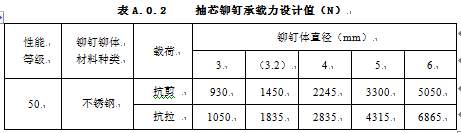 表 A.0.2 抽芯铆钉承载力设计值（N）
性能等级 铆钉铆体材料种类 载荷 铆钉体直径（mm）
3 （3.2） 4 5 6
50 不锈钢 抗剪 930 1450 2245 3300 5050
抗拉 1050 1835 2835 4315 6865